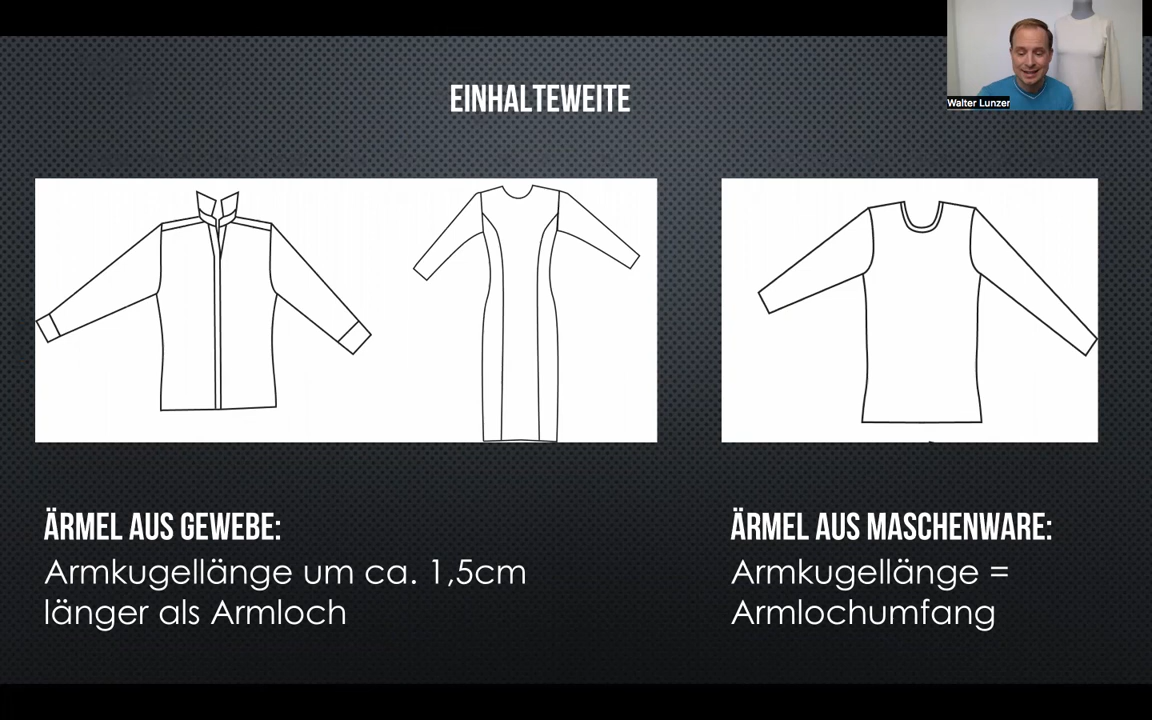 Walter Lunzer
EINHALTEWEITE
ÄRMEL AUS GEWEBE:
Armkugellänge um ca. 1,5cm
länger als Armloch
ÄRMEL AUS MASCHENWARE:
Armkugellänge =
Armlochumfang